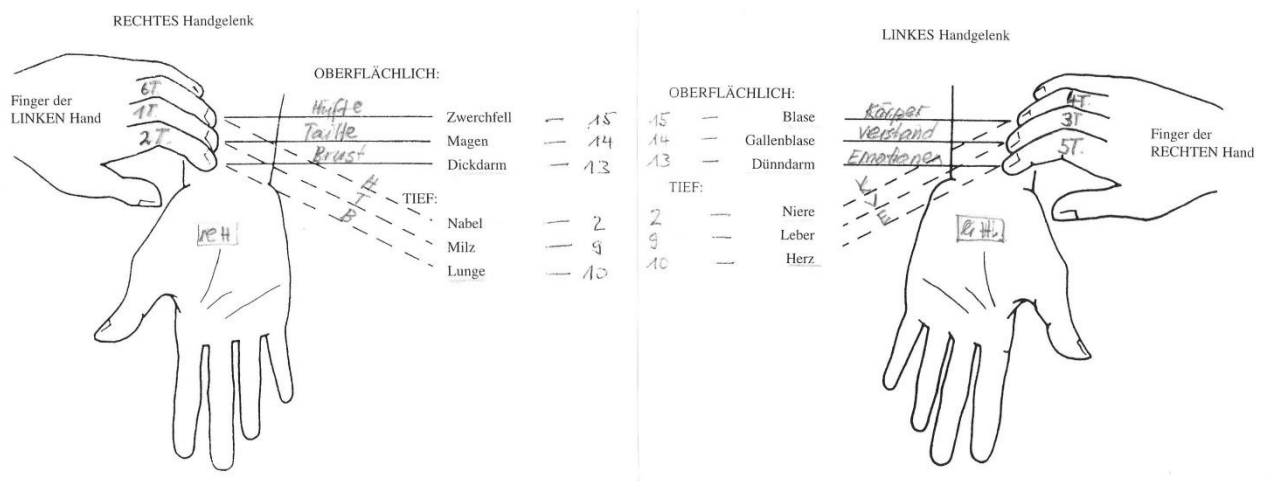 RECHTES Handgelenk
Finger der
LINKEN Hand
6T.
1T.
2T.
OBERFLÄCHLICH:
Hüfte
Zwerchfell – 15
Taille
Magen – 14
Brust
Dickdarm – 13
H
T
B
TIEF:
Nabel – 2
Milz – 9
Lunge – 10
re H.
LINKES Handgelenk
OBERFLÄCHLICH:
15 – Blase
Körper
14 – Gallenblase
Verstand
13 – Dünndarm
Emotionen
4T.
3T
5T.
Finger der
RECHTEN Hand
TIEF:
2 – Niere
9 – Leber
10 – Herz
V
E
li H.